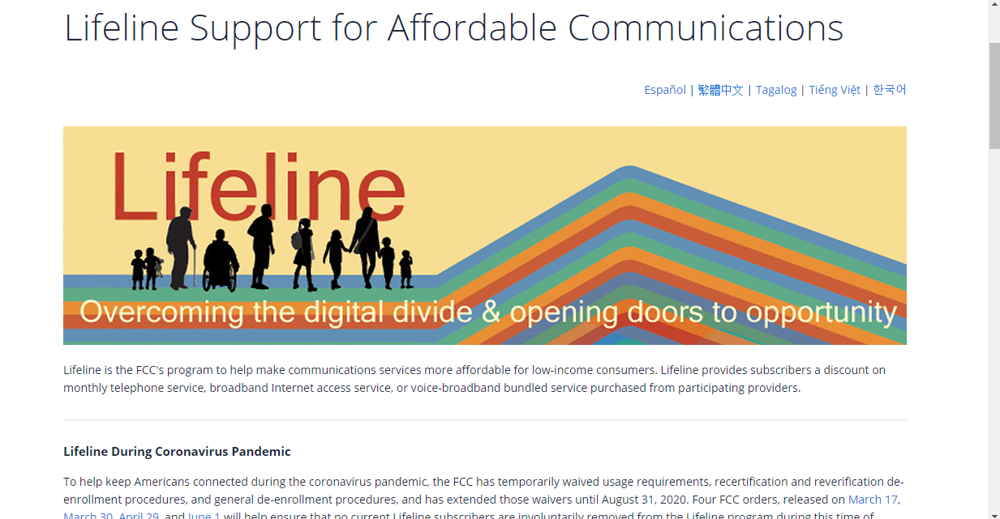 Lifeline Support for Affordable Communications
Español | 繁體中文 | Tagalog | Tiếng Việt | 한국어
Lifeline
Overcoming the digital divide & opening doors to opportunity
Lifeline is the FCC's program to help make communications services more affordable for low-income consumers. Lifeline provides subscribers a discount on
monthly telephone service, broadband Internet access service, or voice-broadband bundled service purchased from participating providers.
Lifeline During Coronavirus Pandemic
To help keep Americans connected during the coronavirus pandemic, the FCC has temporarily waived usage requirements, recertification and reverification de-
enrollment procedures, and general de-enrollment procedures, and has extended those waivers until August 31, 2020. Four FCC orders, released on March 17,
March 30, April 29, and June 1 will help ensure that no current Lifeline subscribers are involuntarily removed from the Lifeline program during this time of